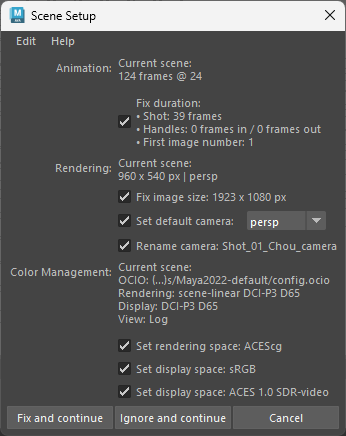 Scene Setup
Edit Help
Animation: Current scene:
124 frames @ 24
Fix duration:
• Shot: 39 frames
• Handles: 0 frames in / 0 frames out
• First image number: 1
Rendering: Current scene:
960 x 540 px | persp
Fix image size: 1923 x 1080 px
Set default camera: persp
Rename camera: Shot_01_Chou_camera
Color Management: Current scene:
OCIO: (...)s/Maya2022-default/config.ocio
Rendering: scene-linear DCI-P3 D65
Display: DCI-P3 D65
View: Log
Set rendering space: ACEScg
Set display space: sRGB
Set display space: ACES 1.0 SDR-video
Fix and continue Ignore and continue Cancel